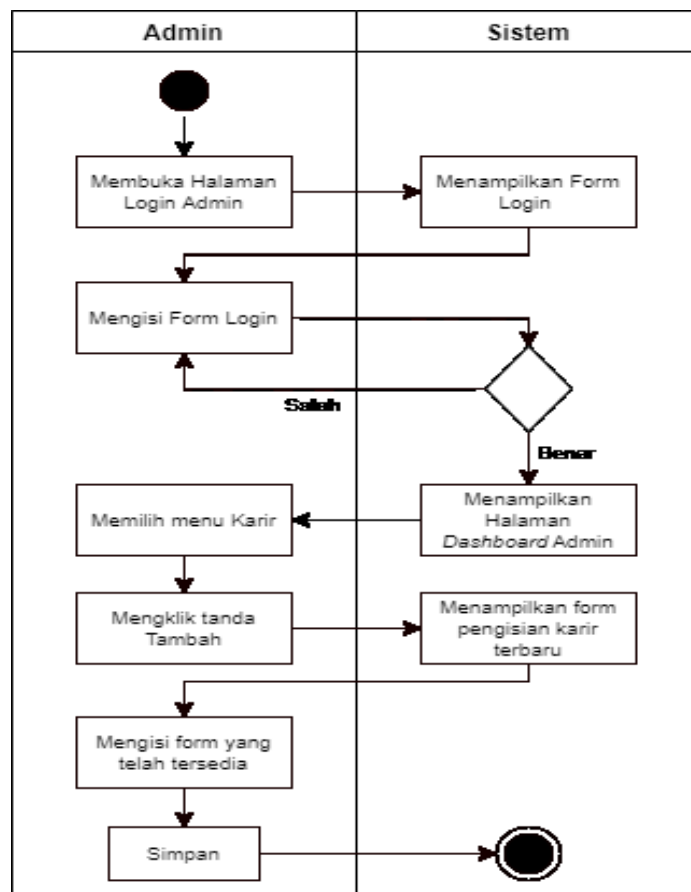 Admin
Sistem
Membuka Halaman
Login Admin
Menampilkan Form
Login
Mengisi Form Login
Salah
Benar
Menampilkan
Halaman
Dashboard Admin
Memilih menu Karir
Mengklik tanda
Tambah
Menampilkan form
pengisian karir
terbaru
Mengisi form yang
telah tersedia
Simpan